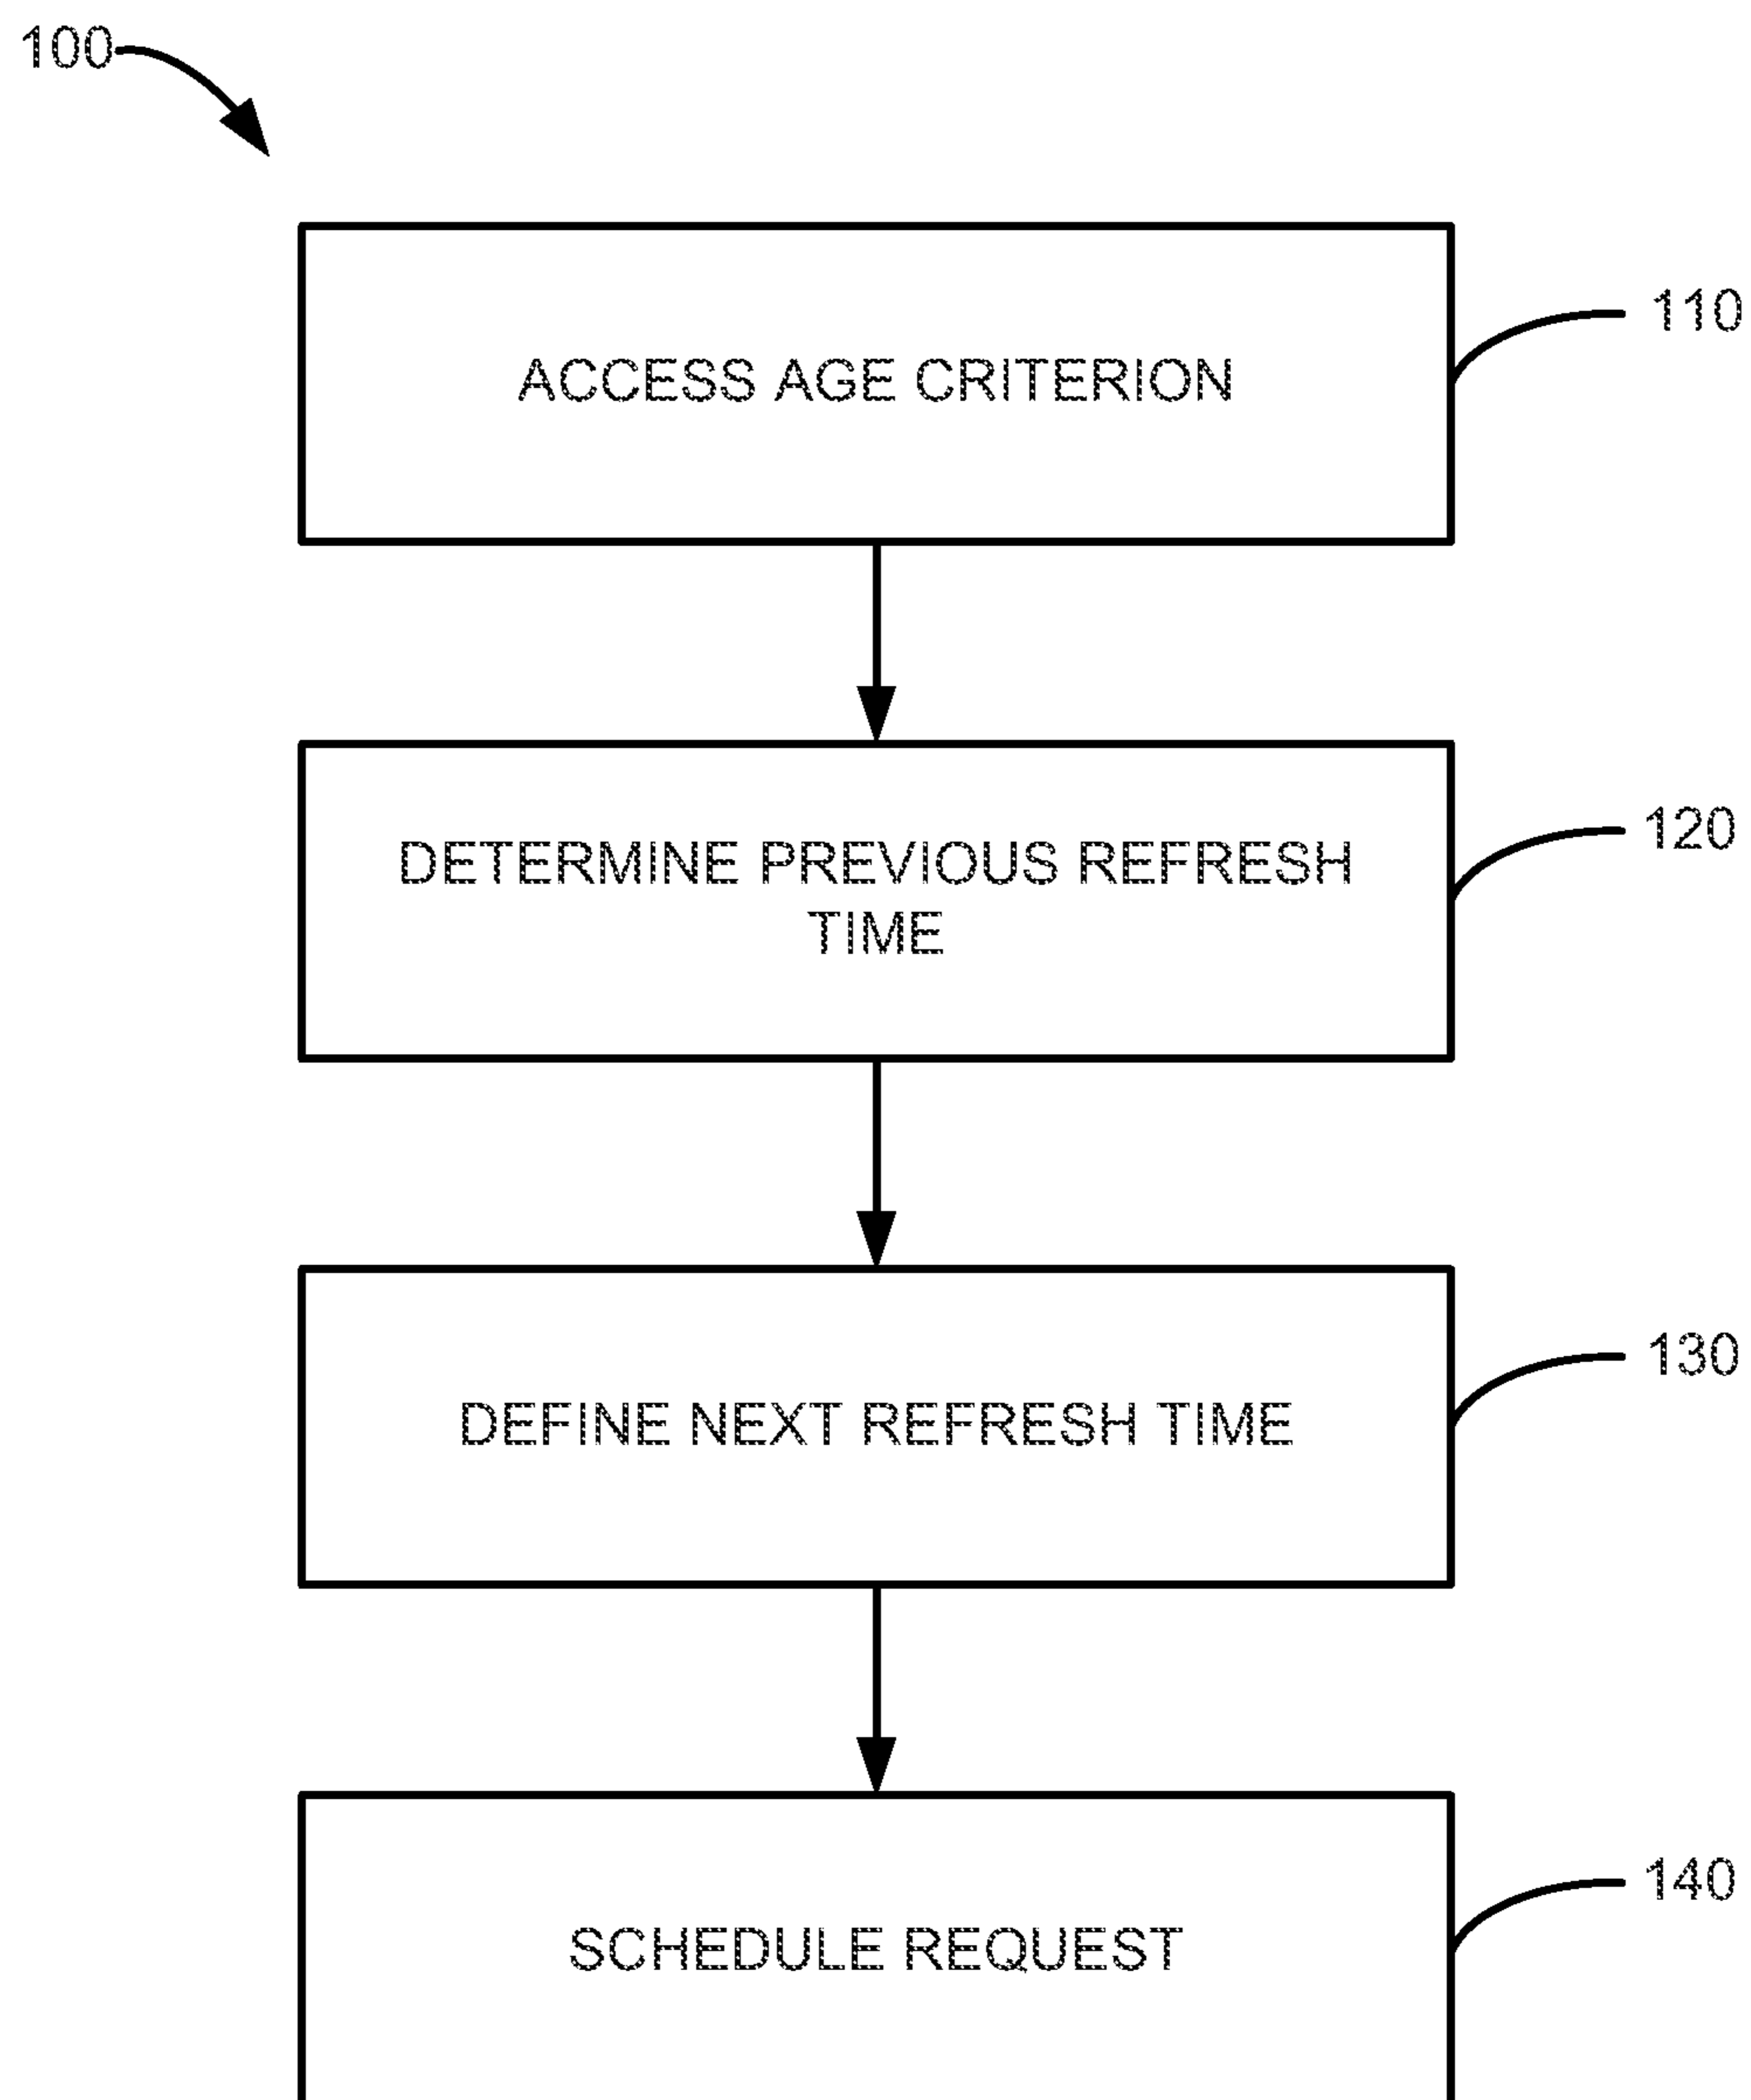 100
ACCESS AGE CRITERION
110
DETERMINE PREVIOUS REFRESH
TIME
120
DEFINE NEXT REFRESH TIME
130
SCHEDULE REQUEST
140